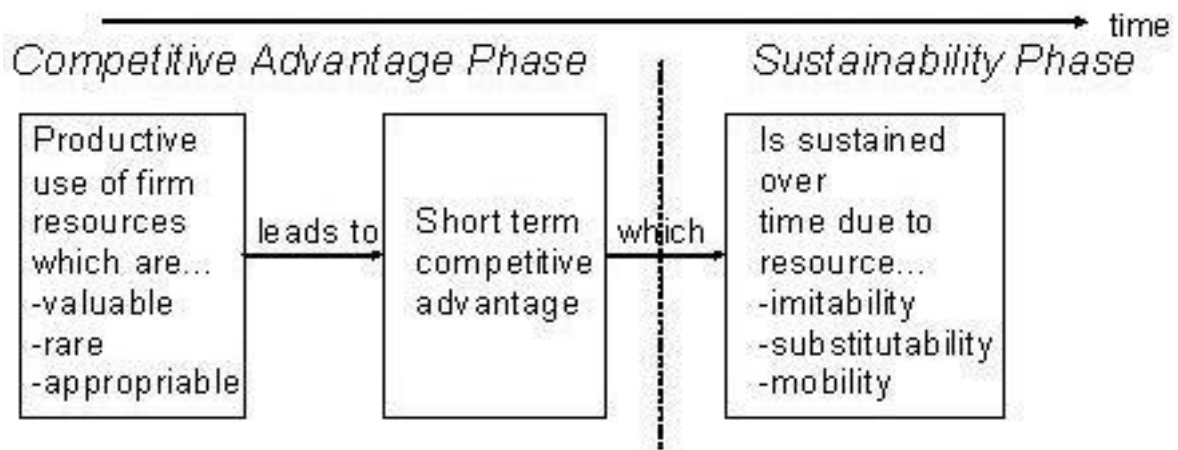 time
Competitive Advantage Phase
Sustainability Phase
Productive
use of firm
resources
which are...
-valuable
-rare
-appropriable
leads to
Short term
competitive
advantage
which
Is sustained
over
time due to
resource...
-imitability
-substitutability
-mobility